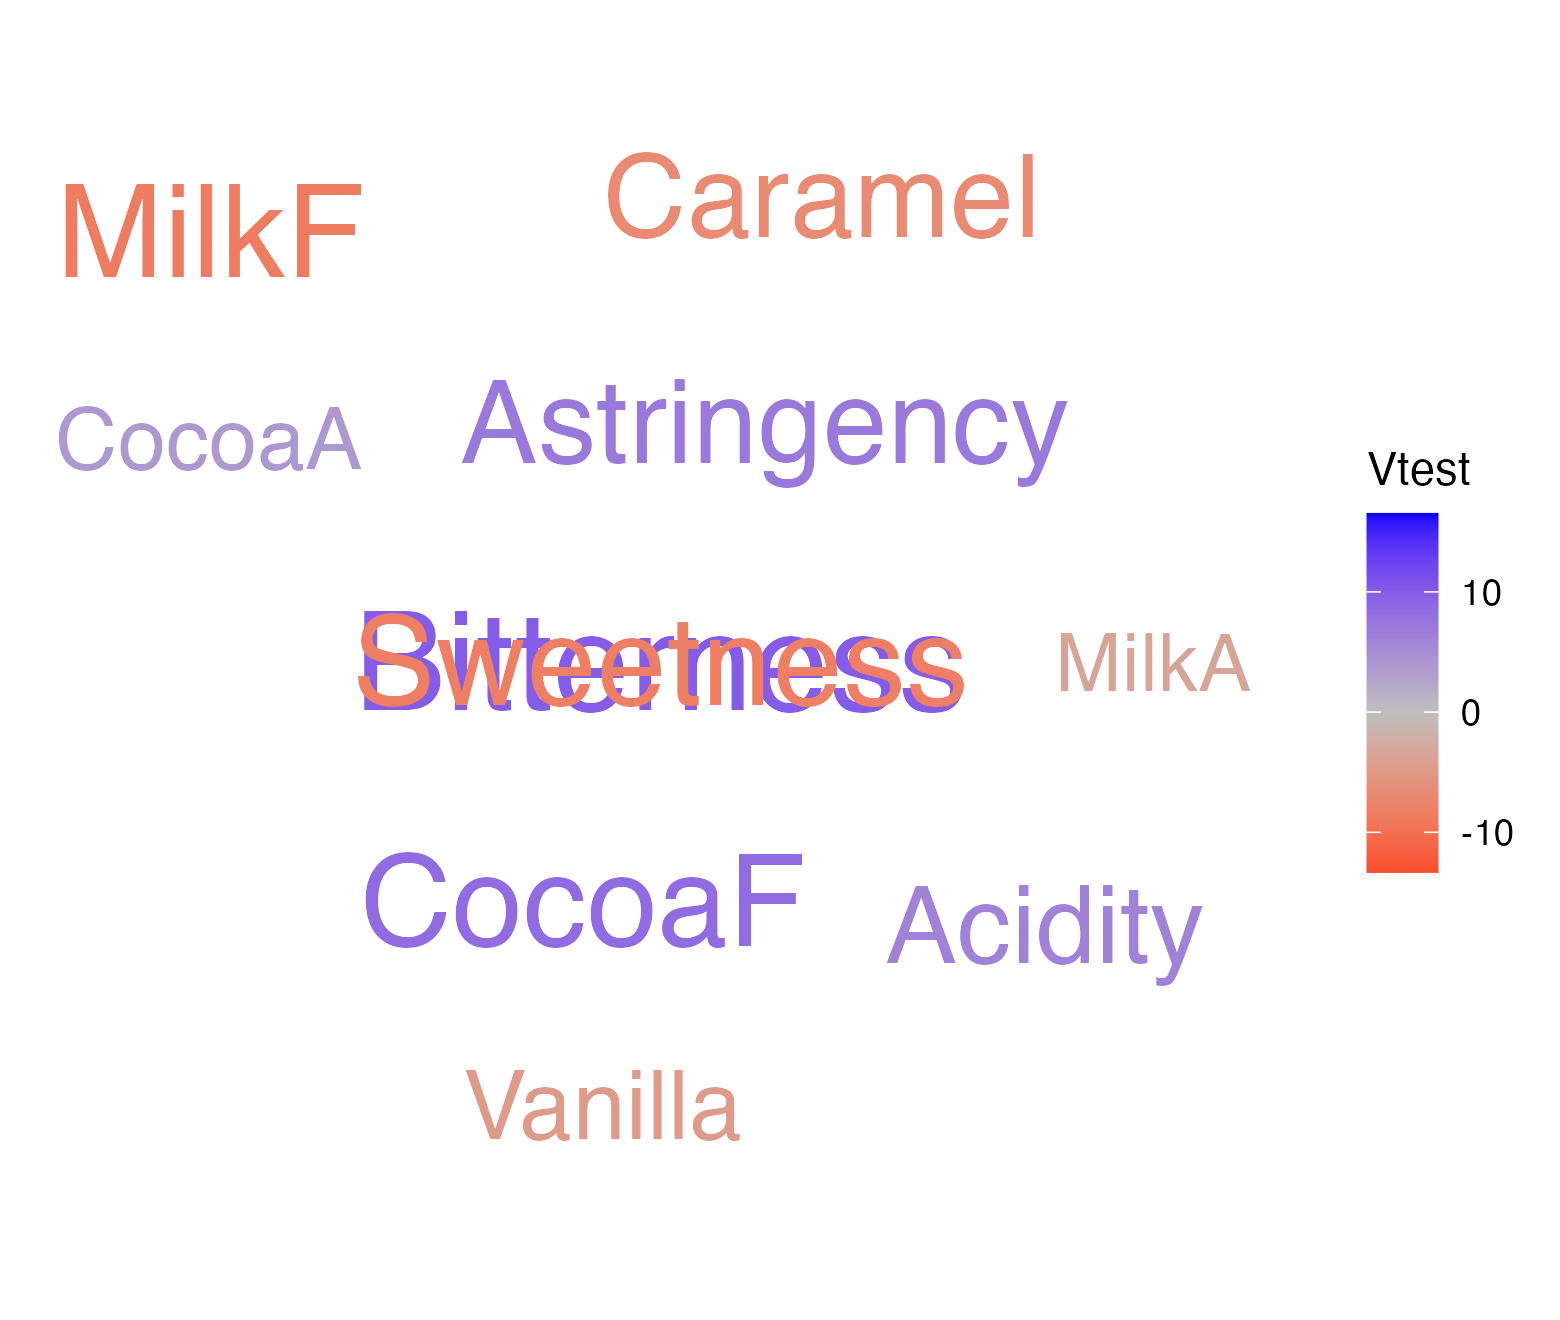 Caramel
MilkF
Astringency
CocoaA
Vtest
10
Bitterness
Sweetness
MilkA
0
-10
CocoaF
Acidity
Vanilla